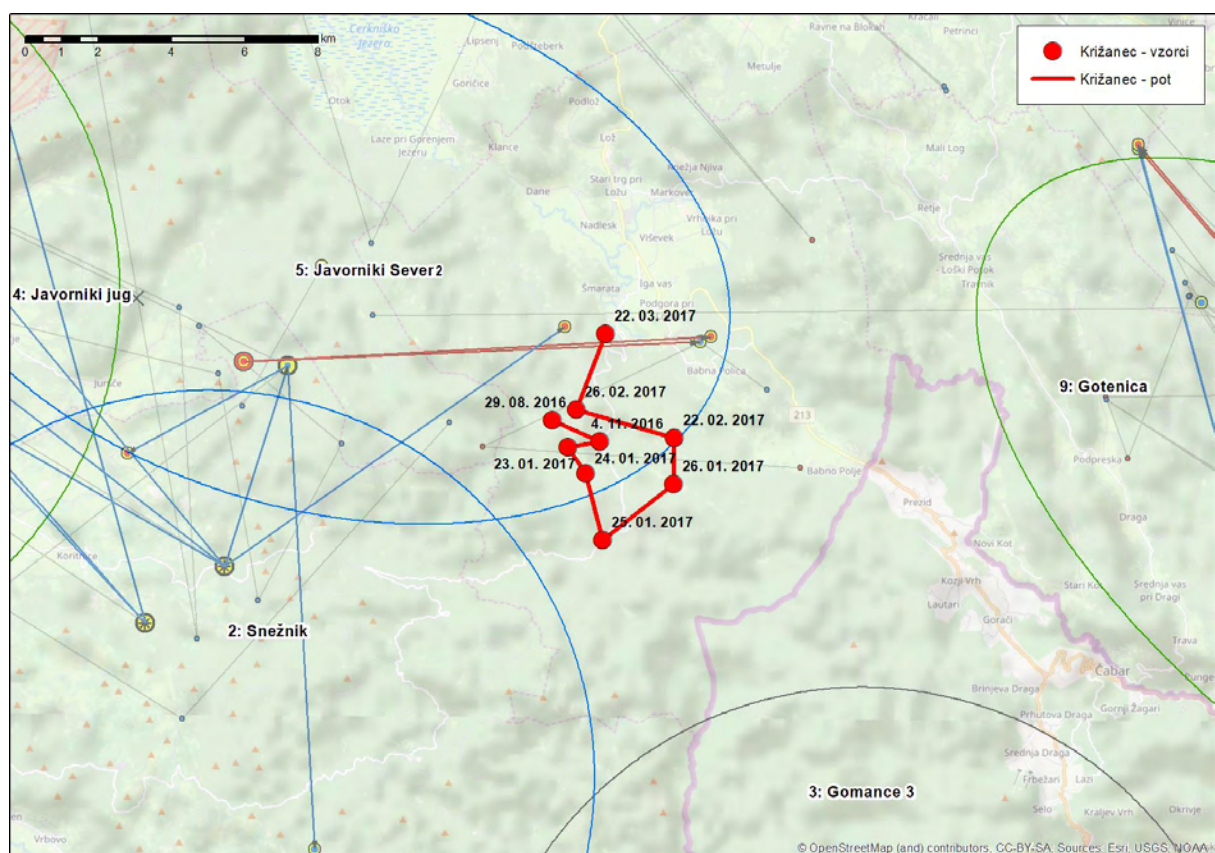 0 1 2 4 6 8
km
Cerkniško
Jezero
Lipsenj
Podšteberk
Goričice
Otok
Laze pri Gorenjem
Jezeru
Klance
Podlož
Lož
Stari trg pri
Ložu
Knežja Njiva
Dane
Markovec
Nadlesk
Viševek
Vrhnika pri
Ložu
Ravne na Blokah
Kračali
Petrinci
Vinice
Metulje
Mali Log
Retje
Srednja vas
- Loški Potok
Travnik
Križanec - vzorci
Križanec - pot
5: Javorniki Sever2
4: Javorniki jug
Šmarata
Iga vas
Podgora pri
22. 03. 2017
Babna Polica
Jurišče
9: Gotenica
26. 02. 2017
29. 08. 2016
4. 11. 2016
22. 02. 2017
213
23. 01. 2017
24. 01. 2017
26. 01. 2017
Babno Polje
Podpreska
Prezid
25. 01. 2017
Draga
Novi Kot
Koritnice
Kozji Vrh
Stari Kot
Srednja vas
pri Dragi
Lautari
Gorači
2: Snežnik
Trava
Čabar
Brinjeva Draga
Gornji Žagari
Prhutova Draga
Srednja Draga
Frbežari
Lazi
3: Gomance 3
Selo
Okrivje
Kraljev Vrh
Vrbovo
© OpenStreetMap (and) contributors, CC-BY-SA, Sources: Esri, USGS, NOAA